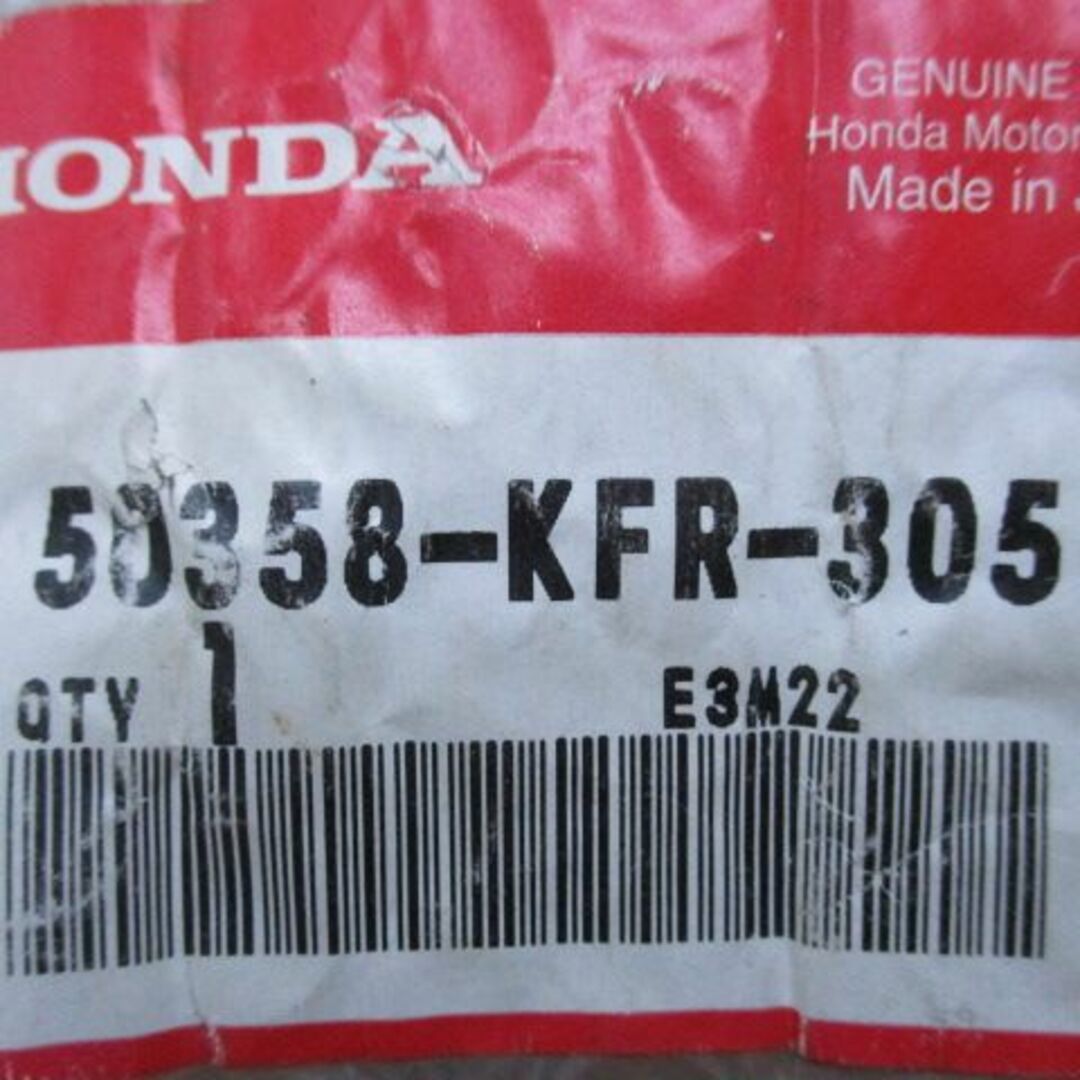 HONDA
GENUINE
Honda Motor
Made in
50358-KFR-305
QTY 1
E3M22